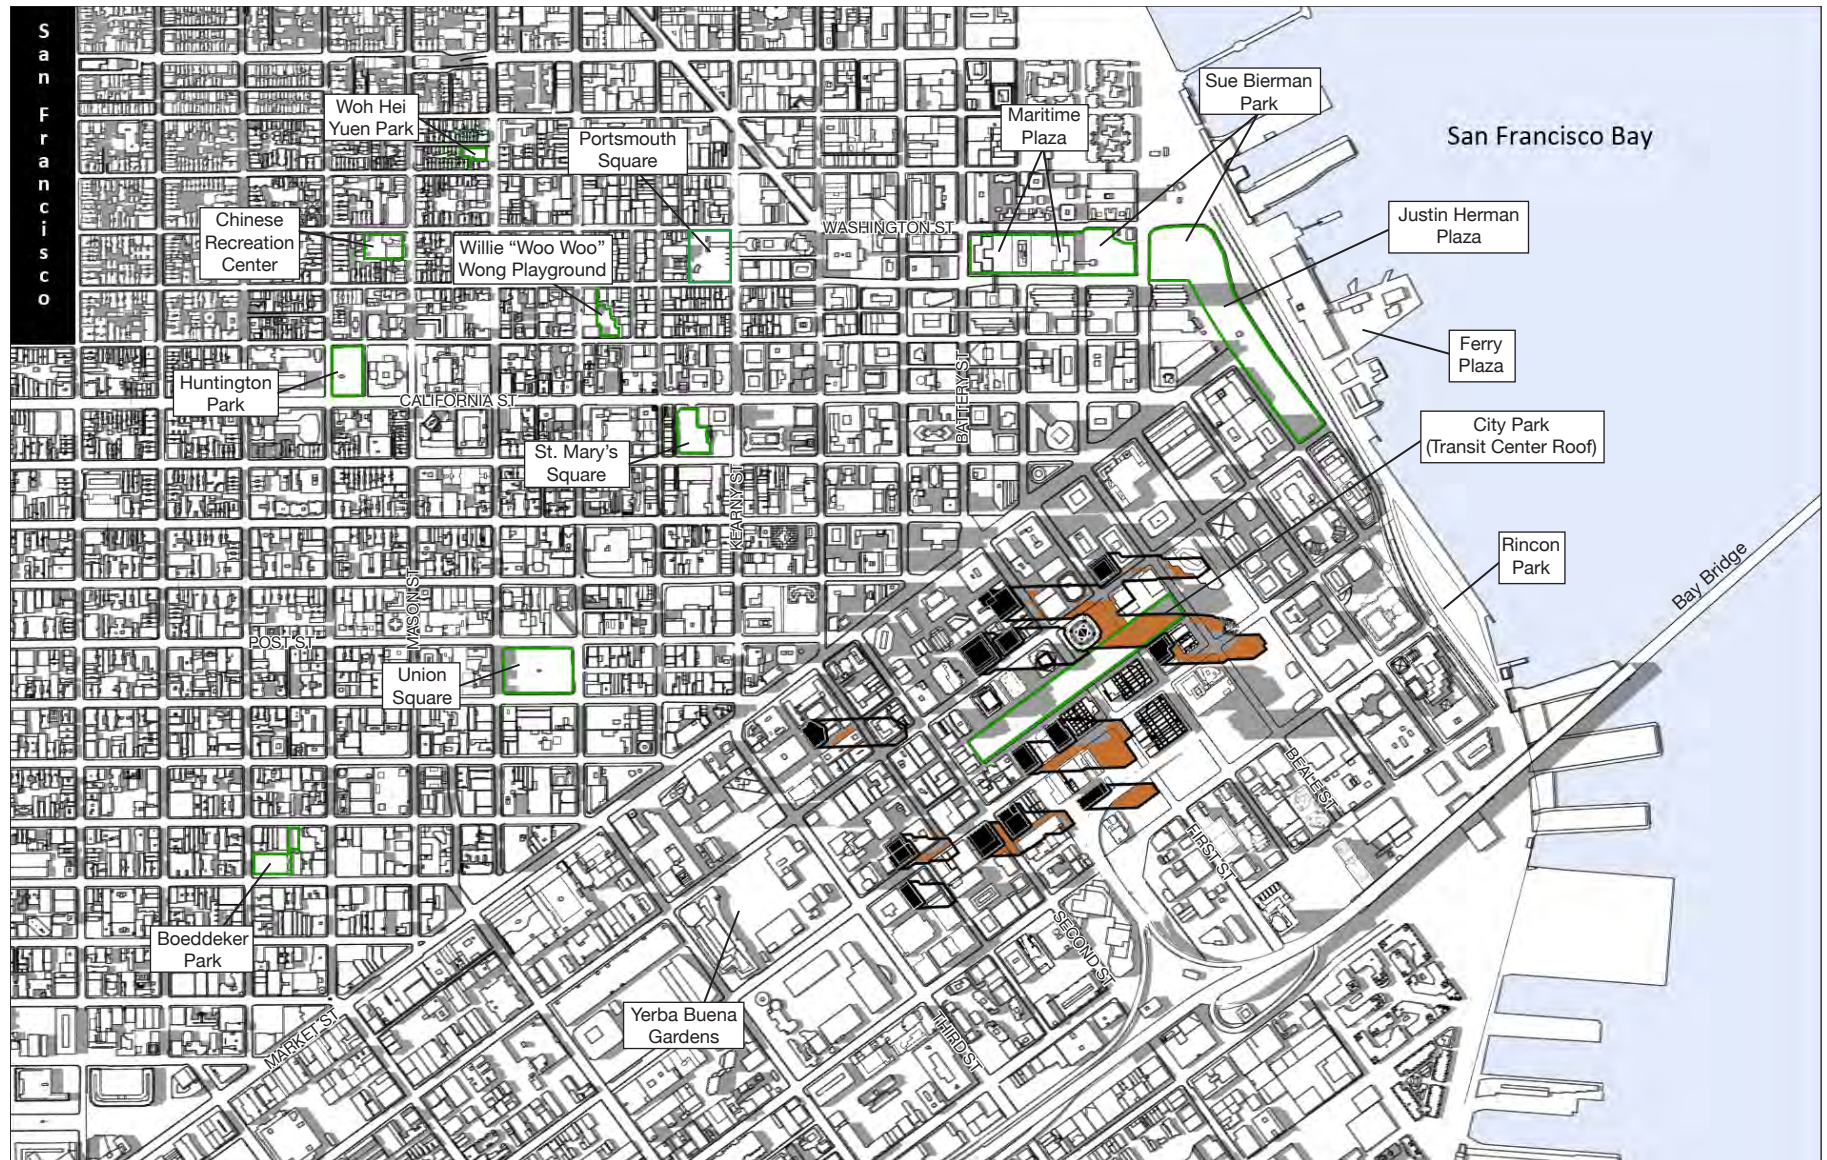 San Francisco
Woh Hei
Yuen Park
Portsmouth
Square
Maritime
Plaza
Sue Bierman
Park
San Francisco Bay
Chinese
Recreation
Center
Willie “Woo Woo”
Wong Playground
WASHINGTON ST
Justin Herman
Plaza
Ferry
Plaza
Huntington
Park
CALIFORNIA ST
BATTERY ST
St. Mary’s
Square
KEARNY ST
City Park
(Transit Center Roof)
Rincon
Park
Bay Bridge
MASON ST
POST ST
Union
Square
BEALE ST
FIRST ST
Boeddeker
Park
SECOND ST
Yerba Buena
Gardens
MARKET ST
THIRD ST